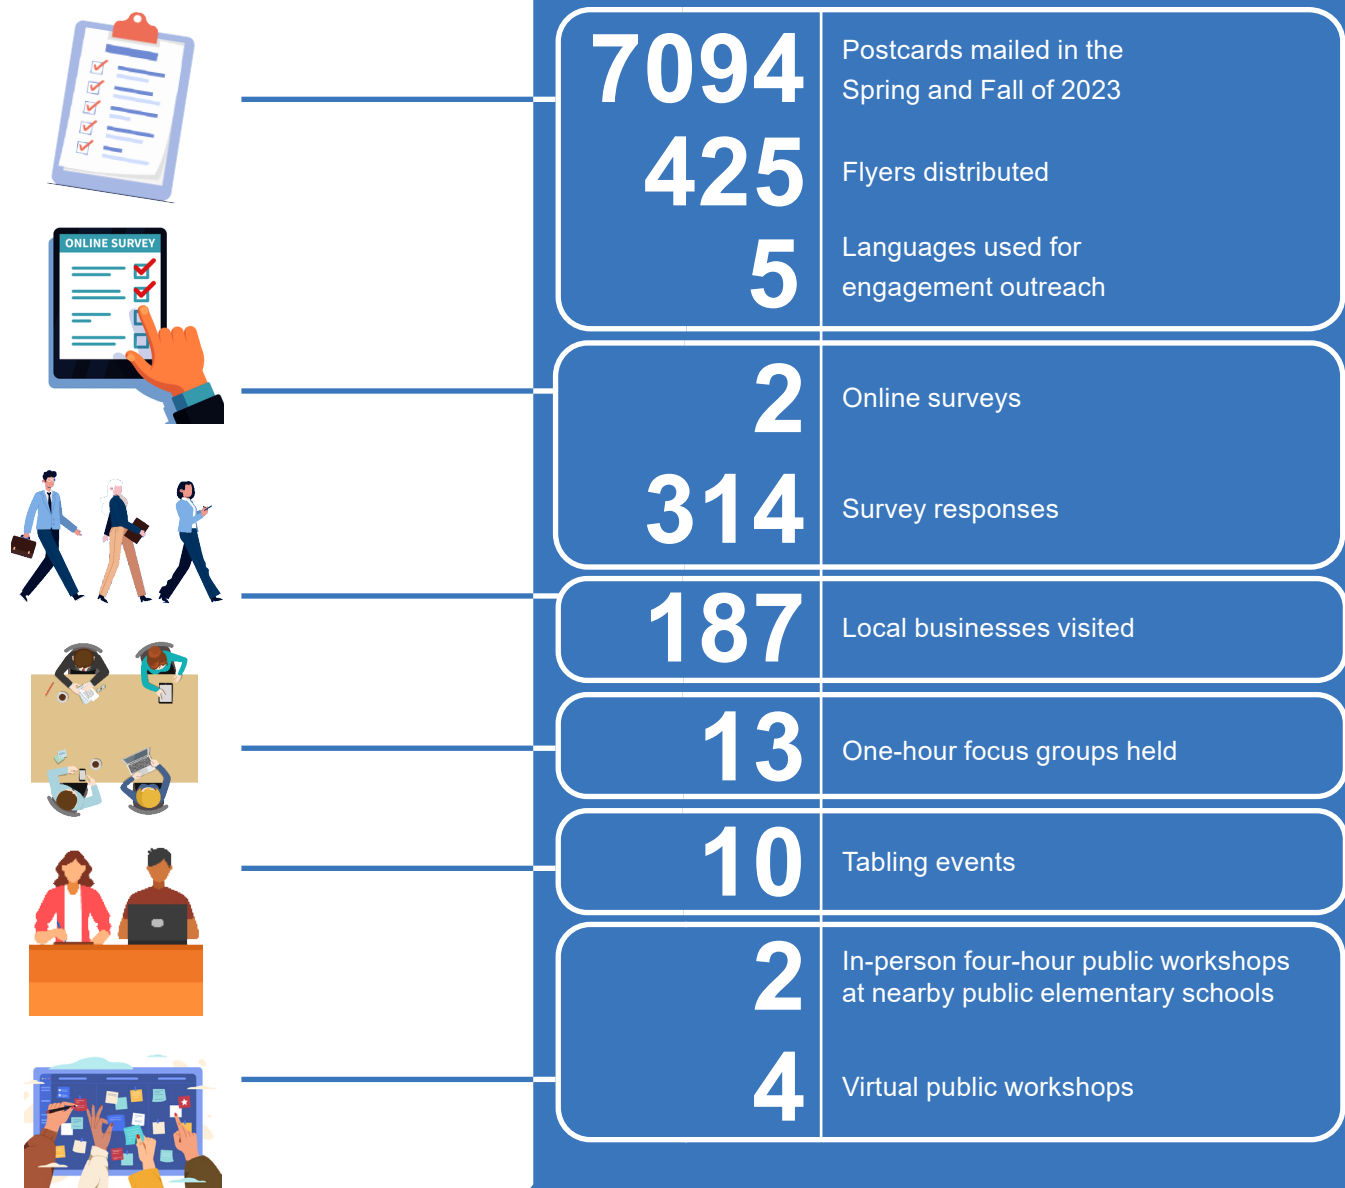 7094
Postcards mailed in the
Spring and Fall of 2023
425
Flyers distributed
5
Languages used for
engagement outreach
ONLINE SURVEY
2
Online surveys
314
Survey responses
187
Local businesses visited
13
One-hour focus groups held
10
Tabling events
2
In-person four-hour public workshops
at nearby public elementary schools
4
Virtual public workshops